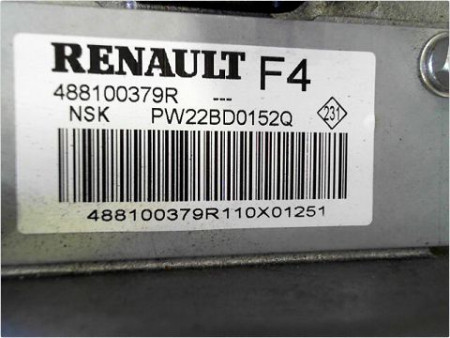 RENAULT F4
488100379R ---
NSK PW22BD0152Q 231
488100379R110X01251